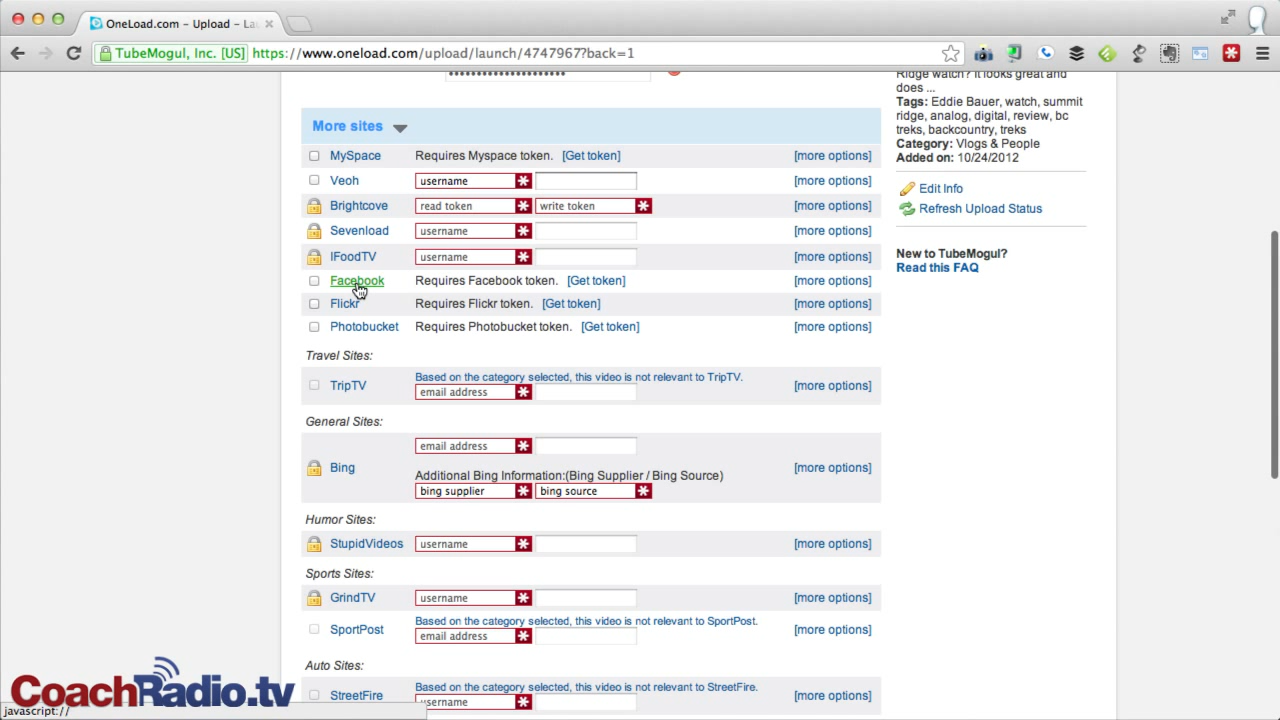 OneLoad.com – Upload – La
TubeMogul, Inc. [US] https://www.oneload.com/upload/launch/4747967?back=1
Ridge watch? It looks great and
does ...
Tags: Eddie Bauer, watch, summit
ridge, analog, digital, review, bc
treks, backcountry, treks
Category: Vlogs & People
Added on: 10/24/2012
Edit Info
Refresh Upload Status
New to TubeMogul?
Read this FAQ
More sites
MySpace Requires Myspace token. [Get token] [more options]
Veoh username [more options]
Brightcove read token write token [more options]
Sevenload username [more options]
IFoodTV username [more options]
Facebook Requires Facebook token. [Get token] [more options]
Flickr Requires Flickr token. [Get token] [more options]
Photobucket Requires Photobucket token. [Get token] [more options]
Travel Sites:
Based on the category selected, this video is not relevant to TripTV.
TripTV email address [more options]
General Sites:
email address
Bing [more options]
Additional Bing Information:(Bing Supplier / Bing Source)
bing supplier bing source
Humor Sites:
StupidVideos username [more options]
Sports Sites:
GrindTV username [more options]
Based on the category selected, this video is not relevant to SportPost.
SportPost email address [more options]
Auto Sites:
Based on the category selected, this video is not relevant to StreetFire.
StreetFire username [more options]
CoachRadio.tv
javascript://